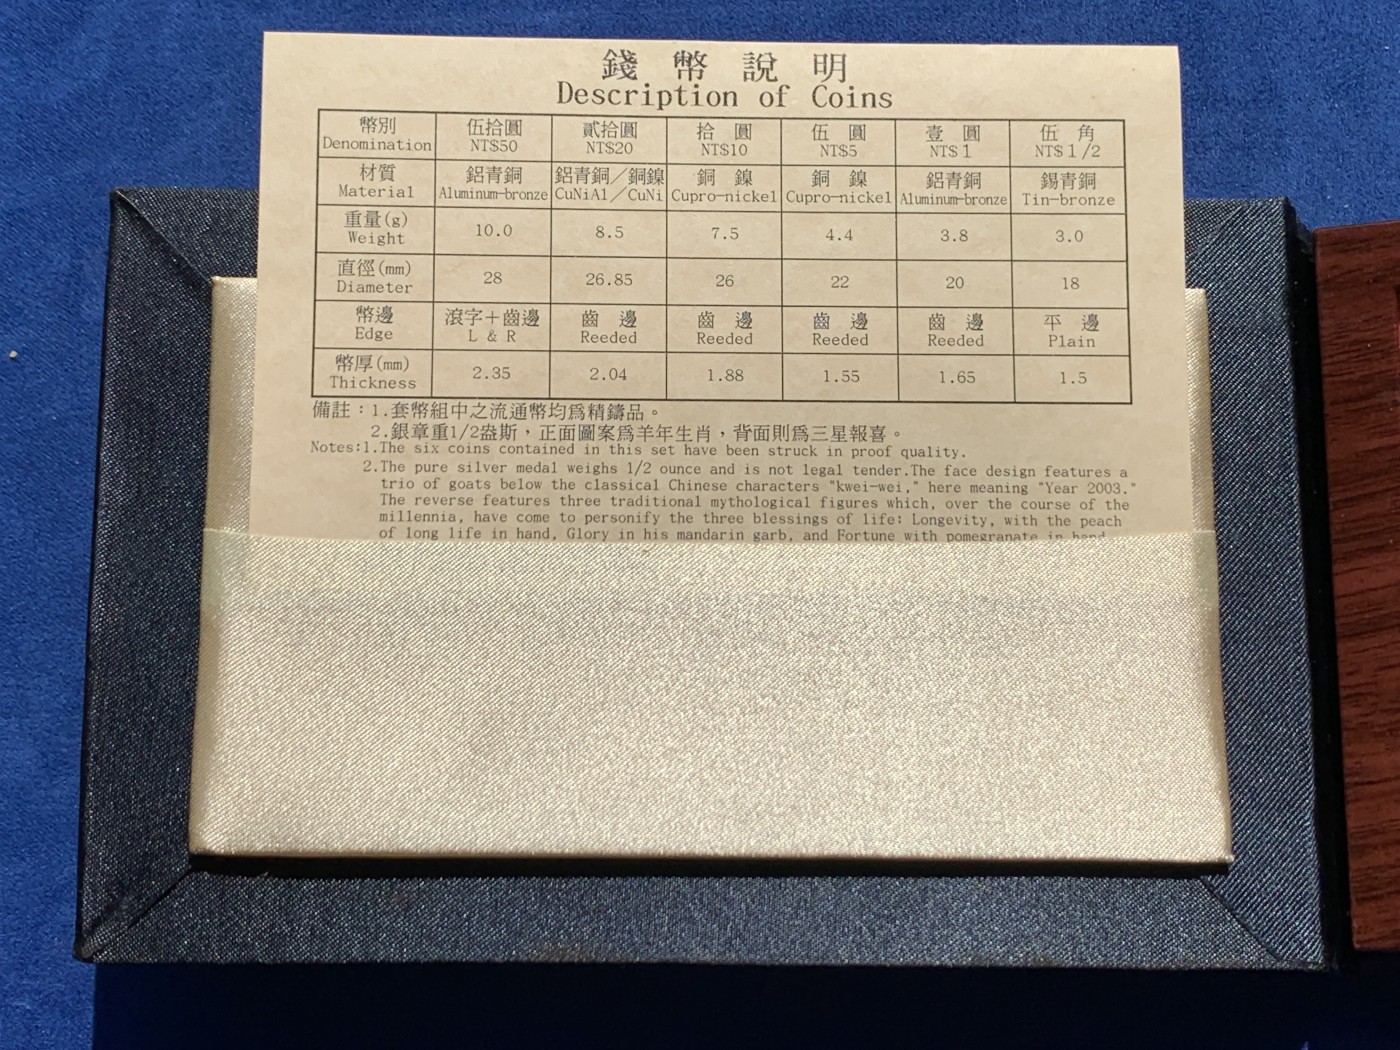 錢幣說明
Description of Coins
幣別 伍拾圓 貳拾圓 拾圓 伍圓 壹圓 伍角
Denomination NT$50 NT$20 NT$10 NT$5 NT$1 NT$1/2
材質 鋁青銅 鋁青銅/銅鎳 銅鎳 銅鎳 鋁青銅 錫青銅
Material Aluminum-bronze CuNiAl/CuNi Cupro-nickel Cupro-nickel Aluminum-bronze Tin-bronze
重量(g) 10.0 8.5 7.5 4.4 3.8 3.0
Weight
直徑(mm) 28 26.85 26 22 20 18
Diameter
幣邊 滾字+齒邊 齒邊 齒邊 齒邊 齒邊 平邊
Edge L & R Reeded Reeded Reeded Reeded Plain
幣厚(mm) 2.35 2.04 1.88 1.55 1.65 1.5
Thickness
備註:1.套幣組中之流通幣均為精鑄品。
2.銀章重1/2盎斯,正面圖案為羊年生肖,背面則為三星報喜。
Notes:1.The six coins contained in this set have been struck in proof quality.
2.The pure silver medal weighs 1/2 ounce and is not legal tender.The face design features a
trio of goats below the classical Chinese characters "kwei-wei," here meaning "Year 2003."
The reverse features three traditional mythological figures which, over the course of the
millennia, have come to personify the three blessings of life: Longevity, with the peach
of long life in hand, Glory in his mandarin garb, and Fortune with pomegranate in hand.